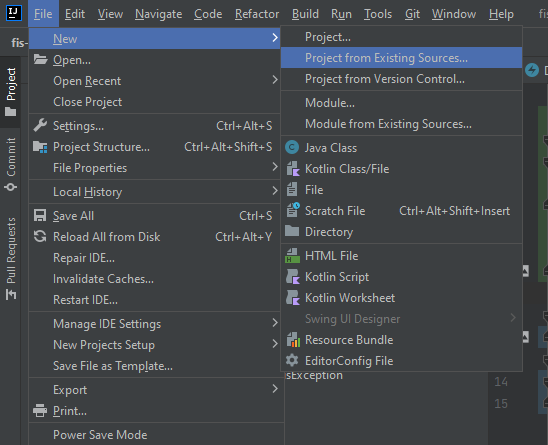 IJ File Edit View Navigate Code Refactor Build Run Tools Git Window Help
fis-
Project
Commit
Pull Requests
New
Open...
Open Recent
Close Project
Settings... Ctrl+Alt+S
Project Structure... Ctrl+Alt+Shift+S
File Properties
Local History
Save All Ctrl+S
Reload All from Disk Ctrl+Alt+Y
Repair IDE...
Invalidate Caches...
Restart IDE...
Manage IDE Settings
New Projects Setup
Save File as Template...
Export
Print...
Power Save Mode
Project...
Project from Existing Sources...
Project from Version Control...
Module...
Module from Existing Sources...
Java Class
Kotlin Class/File
File
Scratch File Ctrl+Alt+Shift+Insert
Directory
HTML File
Kotlin Script
Kotlin Worksheet
Swing UI Designer
Resource Bundle
EditorConfig File
sException
14
15